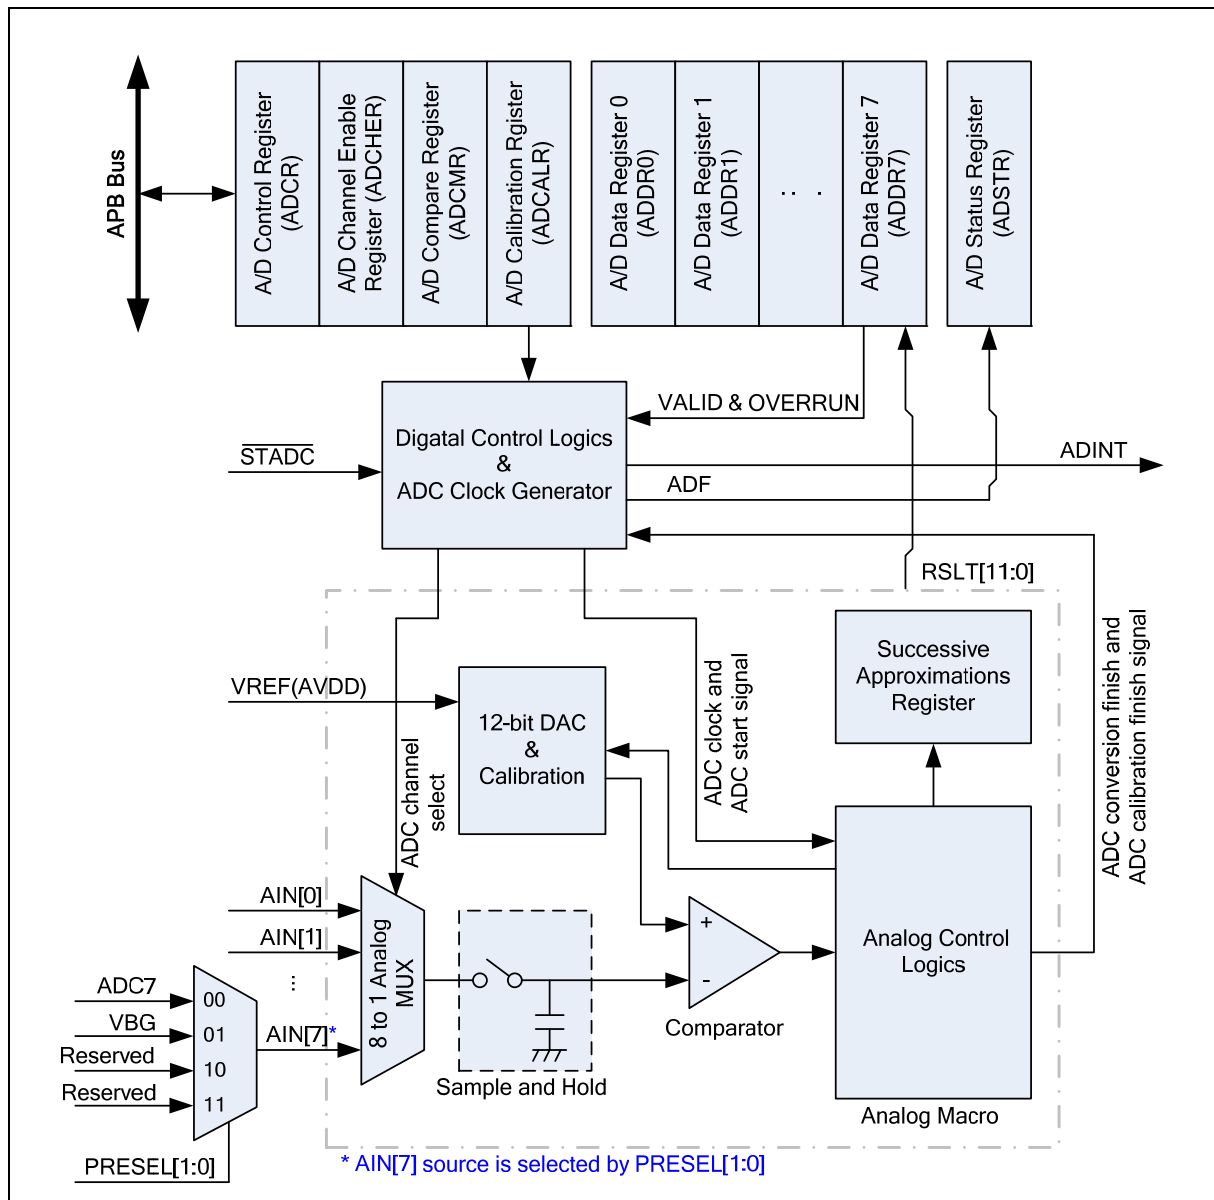 APB Bus
A/D Control Register
(ADCR)
A/D Channel Enable
Register (ADCHER)
A/D Compare Register
(ADCMR)
A/D Calibration Rgister
(ADCALR)
A/D Data Register 0
(ADDR0)
A/D Data Register 1
(ADDR1)
...
A/D Data Register 7
(ADDR7)
A/D Status Register
(ADSTR)
VALID & OVERRUN
STADC
Digatal Control Logics
&
ADC Clock Generator
ADINT
ADF
RSLT[11:0]
ADC conversion finish and
ADC calibration finish signal
Successive
Approximations
Register
VREF(AVDD)
12-bit DAC
&
Calibration
ADC clock and
ADC start signal
ADC channel
select
AIN[0]
AIN[1]
...
AIN[7]*
8 to 1 Analog
MUX
+
-
Comparator
Analog Control
Logics
ADC7
VBG
Reserved
Reserved
00
01
10
11
Sample and Hold
Analog Macro
PRESEL[1:0]
* AIN[7] source is selected by PRESEL[1:0]